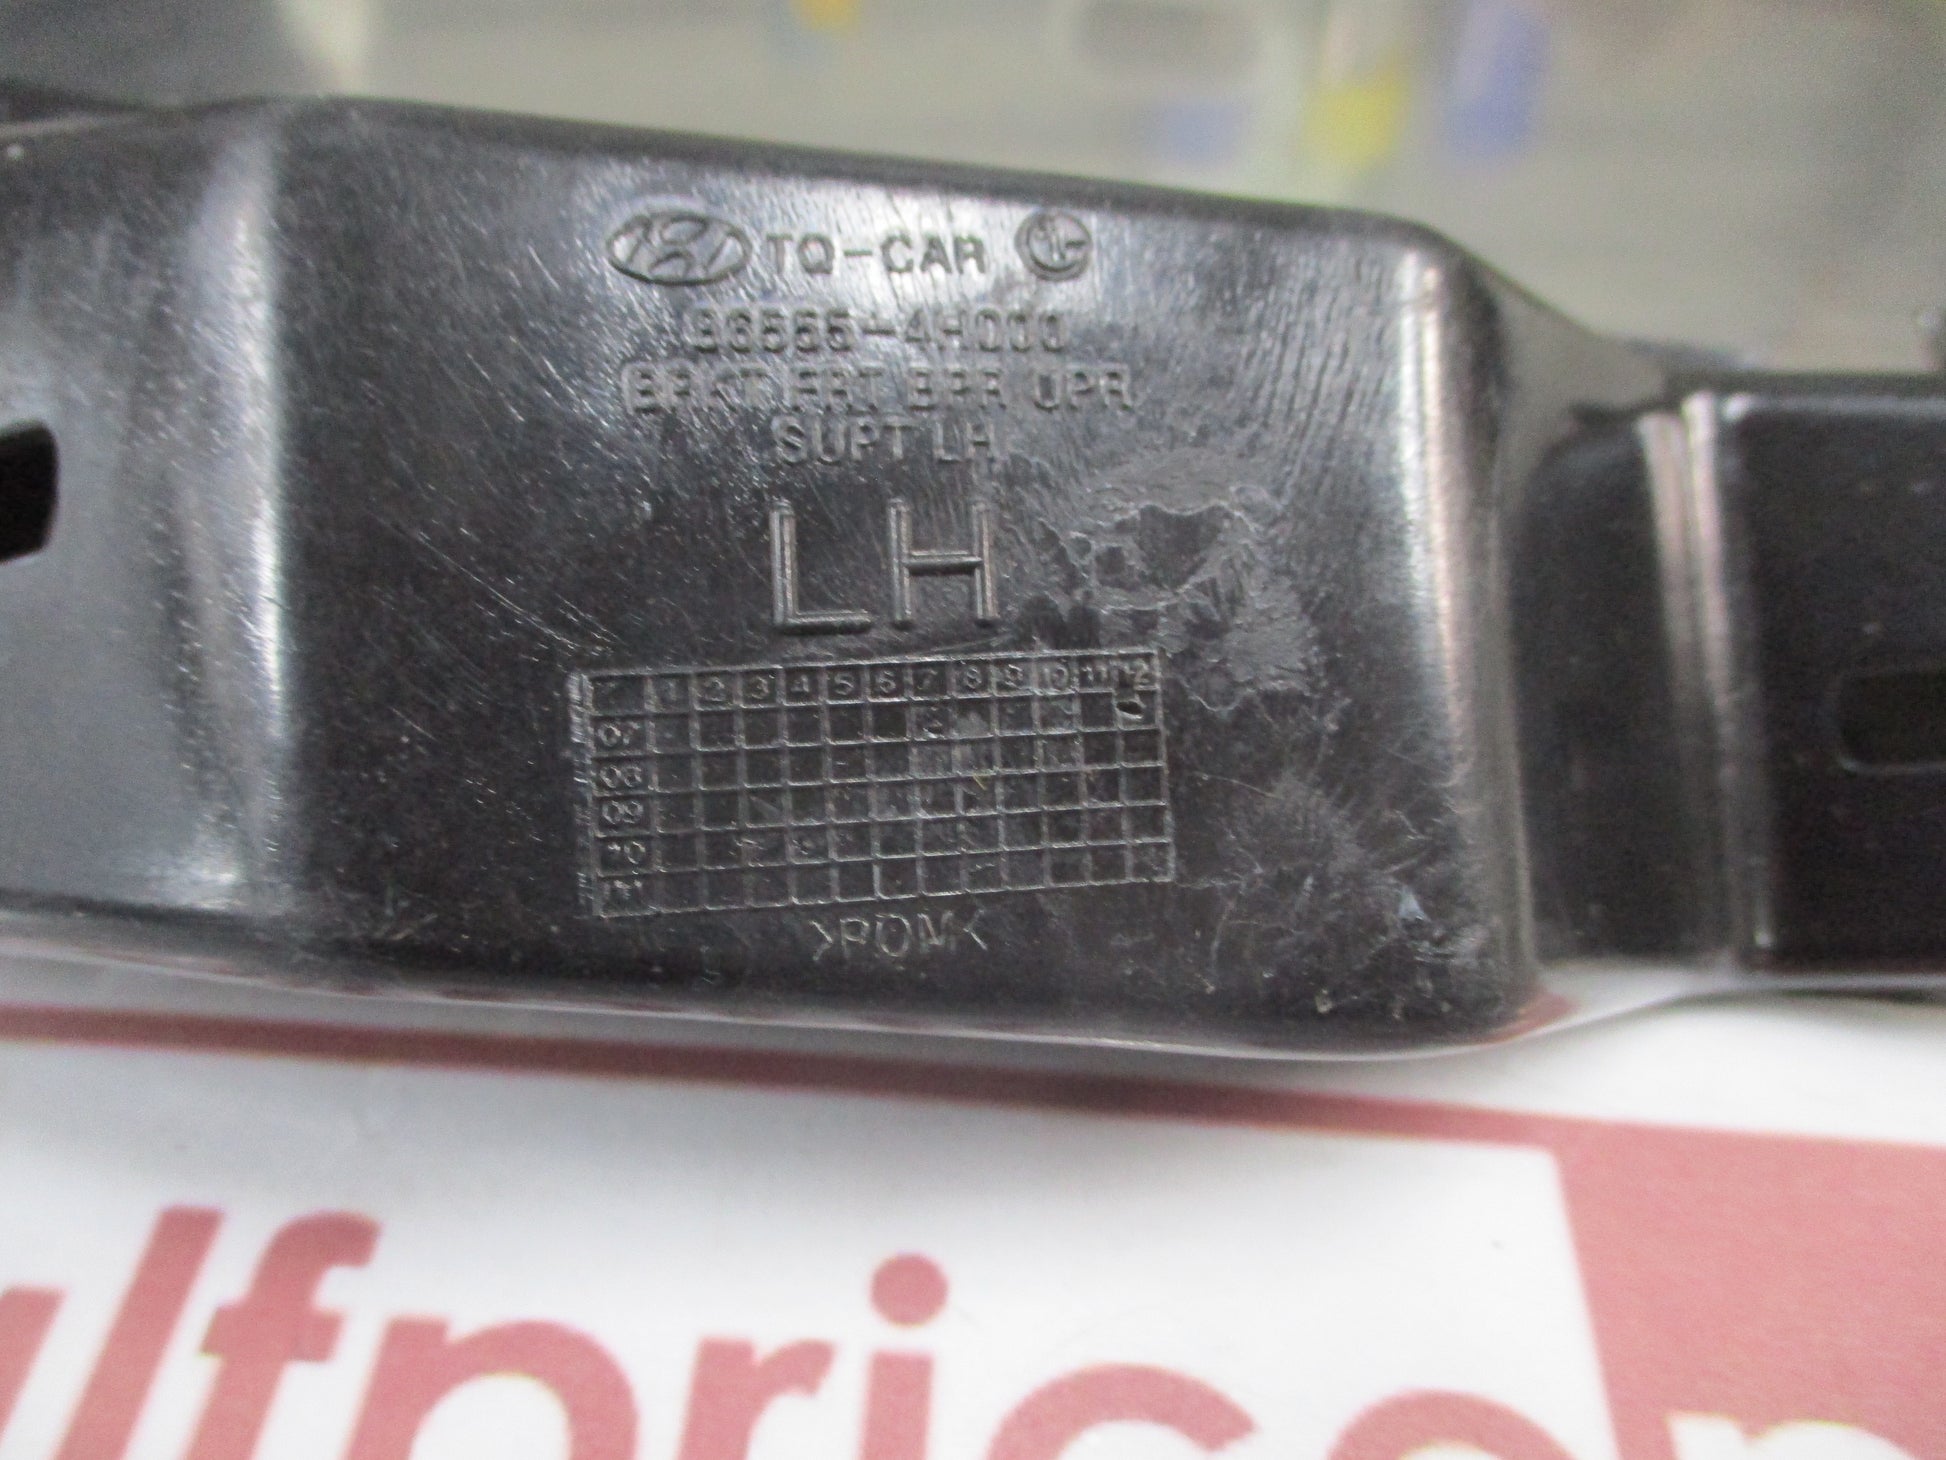 TQ-CAR
86565-4H000
BRKT FRT BPR UPR
SUPT LH
LH
1 2 3 4 5 6 7 8 9 10 11 12
07
08
09
10
11
>POM<